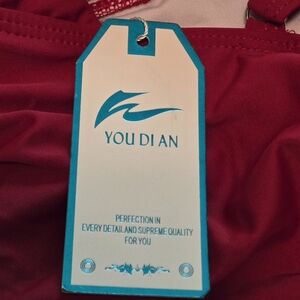 YOU DI AN
PERFECTION IN
EVERY DETAIL AND SUPREME QUALITY
FOR YOU